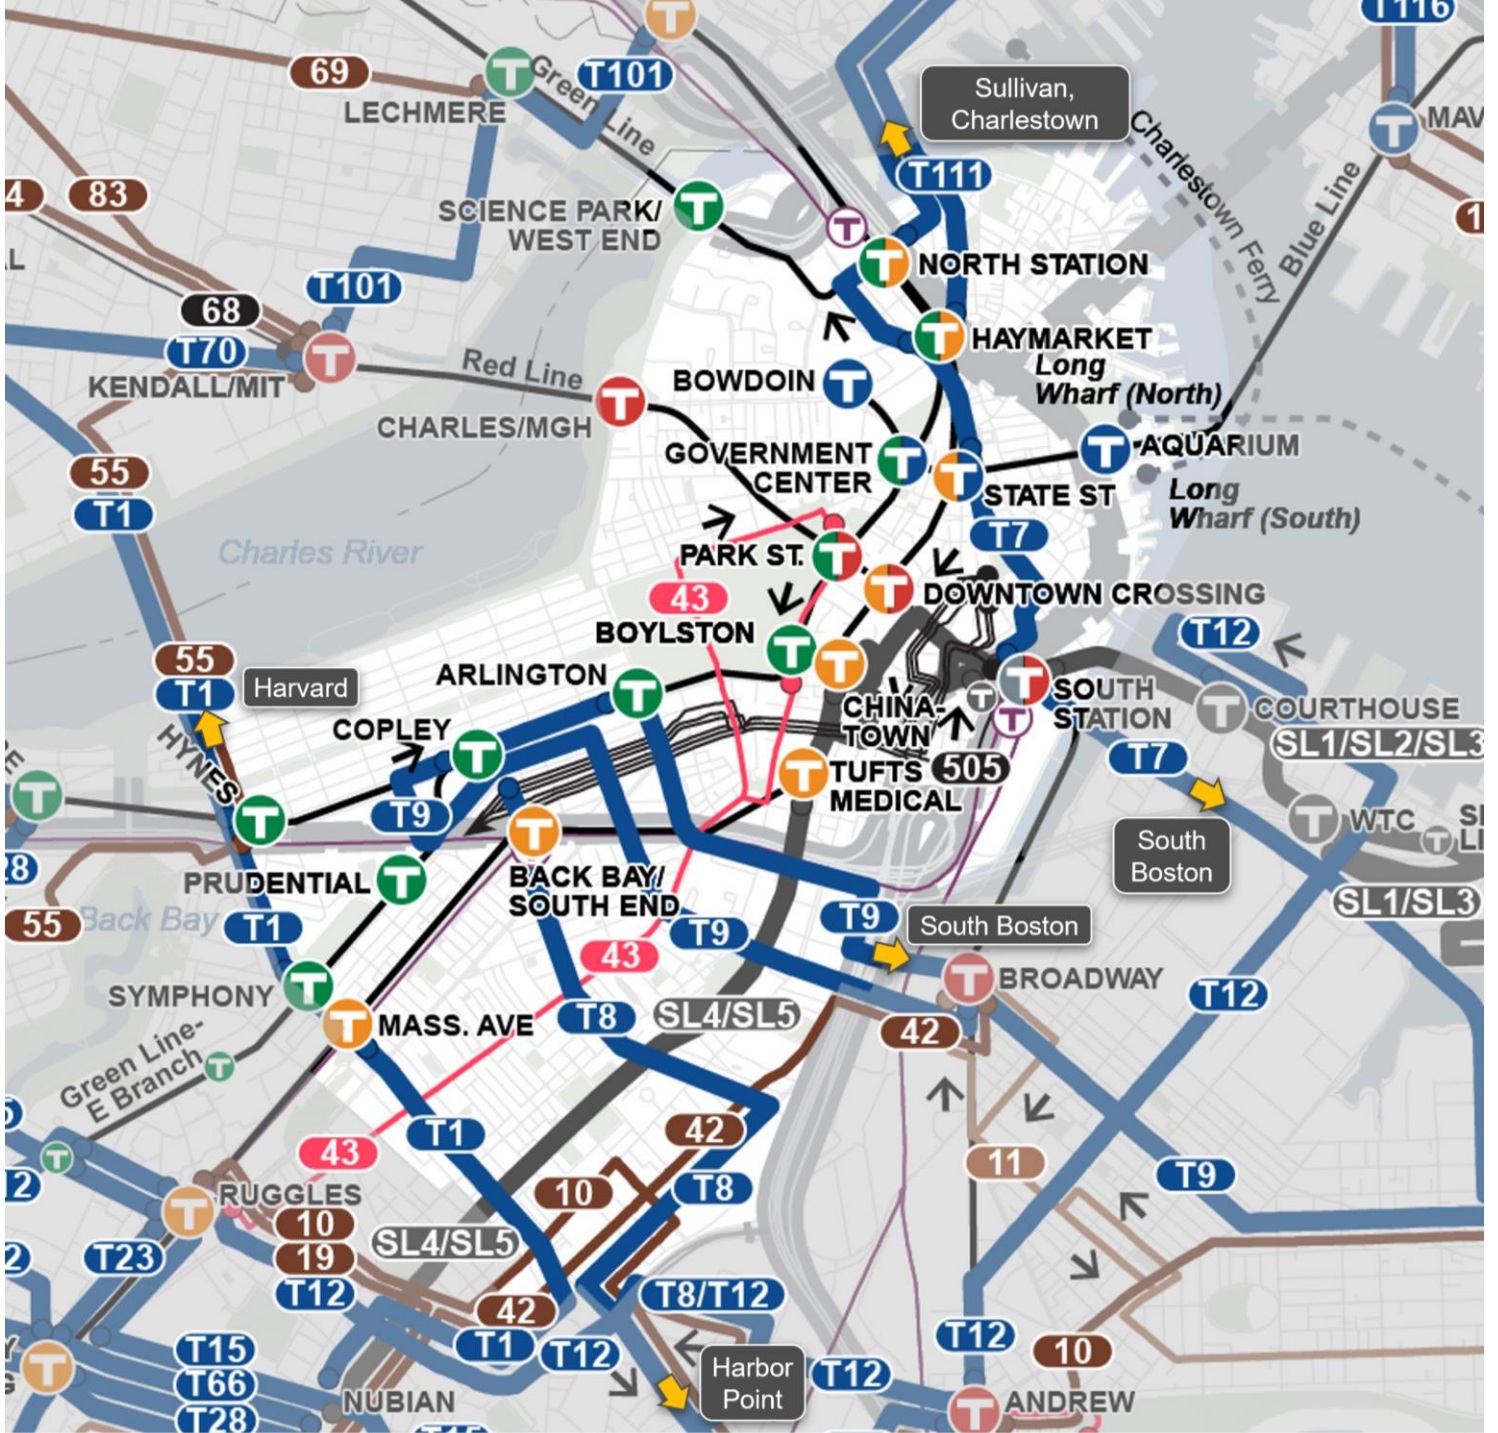 T116
69
T101
LECHMERE
Green Line
Sullivan,
Charlestown
MAV
Charlestown Ferry
T111
4
83
SCIENCE PARK/
WEST END
Blue Line
1
NORTH STATION
AL
T101
68
T70
KENDALL/MIT
Red Line
CHARLES/MGH
HAYMARKET
Long
Wharf (North)
BOWDOIN
AQUARIUM
GOVERNMENT
CENTER
STATE ST
Long
Wharf (South)
55
T1
Charles River
T7
PARK ST.
DOWNTOWN CROSSING
43
BOYLSTON
T12
55
T1
Harvard
ARLINGTON
SOUTH
STATION
COURTHOUSE
SL1/SL2/SL3
CHINA-
TOWN
COPLEY
HYNES
T7
505
TUFTS
MEDICAL
WTC
SI
LI
T9
South
Boston
28
PRUDENTIAL
BACK BAY/
SOUTH END
SL1/SL3
55
Back Bay
T1
T9
T9
South Boston
43
BROADWAY
SYMPHONY
T12
MASS. AVE
T8
SL4/SL5
42
Green Line-
E Branch
T1
42
43
11
T9
RUGGLES
10
T8
10
19
T12
SL4/SL5
T23
T8/T12
42
T1
T12
T12
10
T15
T66
T28
Harbor
Point
T12
NUBIAN
ANDREW
T15